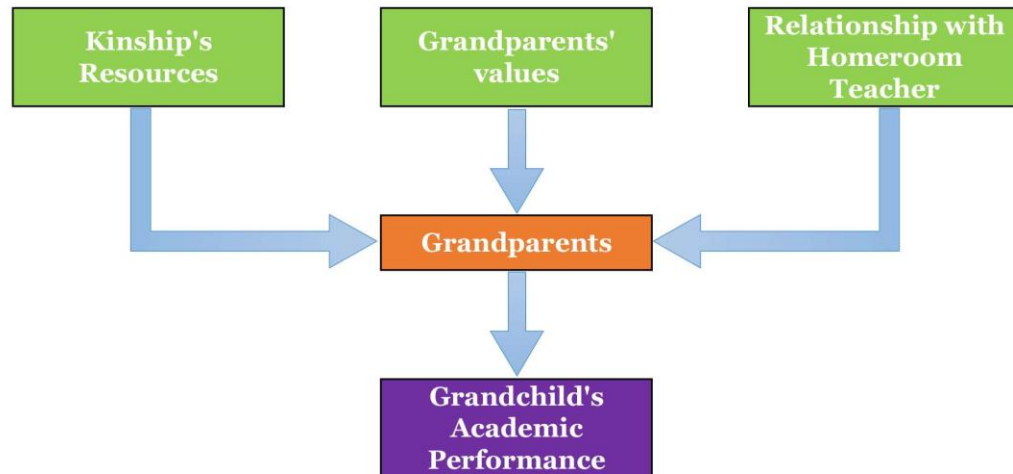 Kinship's
Resources
Grandparents'
values
Relationship with
Homeroom
Teacher
Grandparents
Grandchild's
Academic
Performance